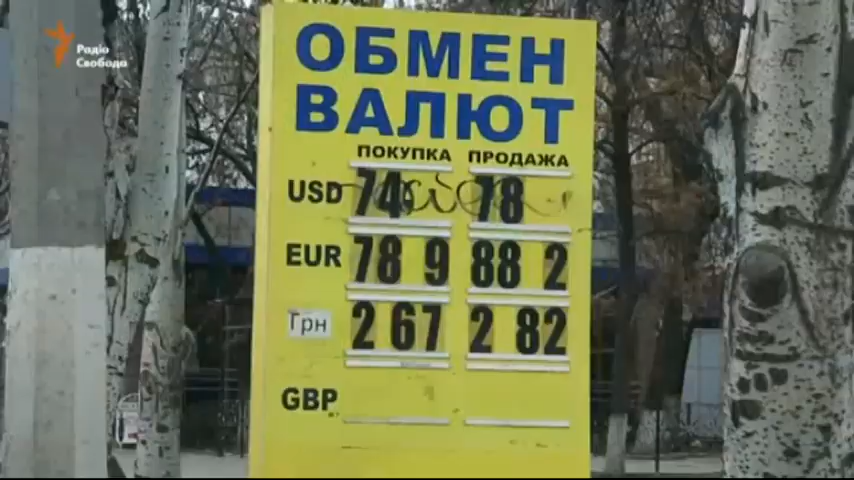 Радіо
Свобода
ОБМЕН
ВАЛЮТ
ПОКУПКА ПРОДАЖА
USD 74 78
EUR 78 9 88 2
Грн 2 67 2 82
GBP